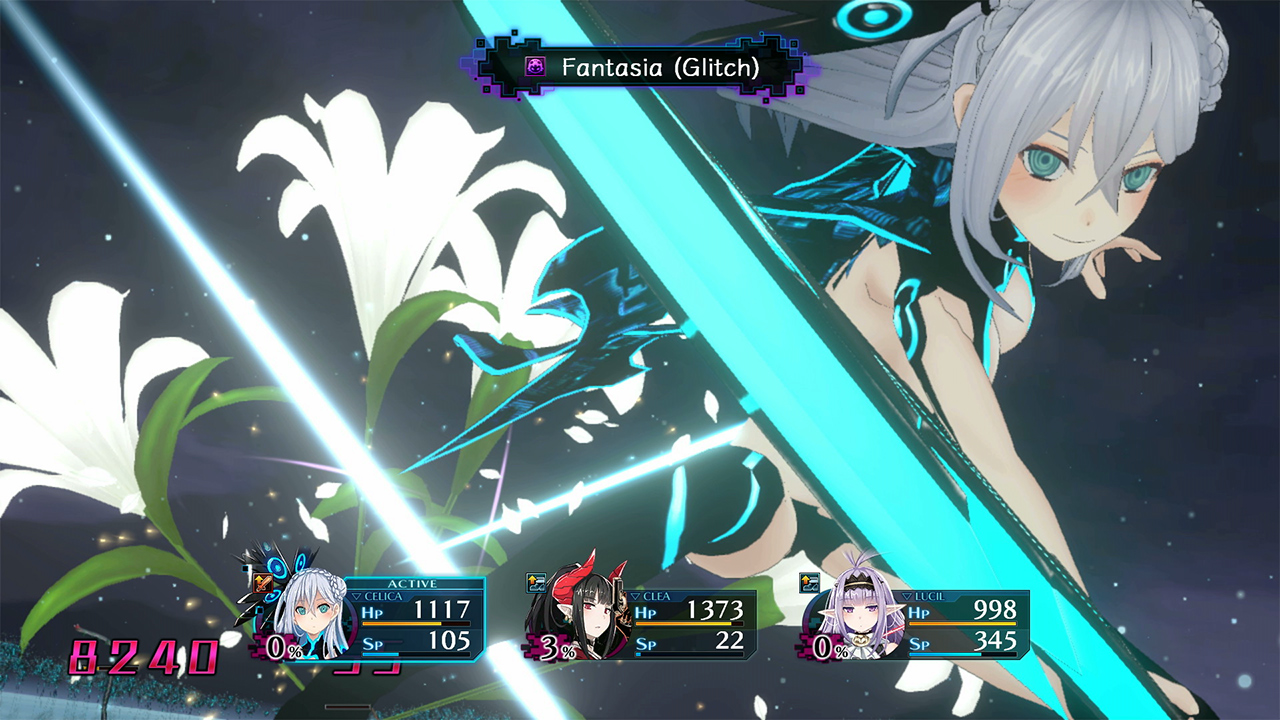 Fantasia (Glitch)
ACTIVE
CELICA
Hp 1117
Sp 105
0%
CLEA
Hp 1373
Sp 22
3%
LUCIL
Hp 998
Sp 345
0%
8240